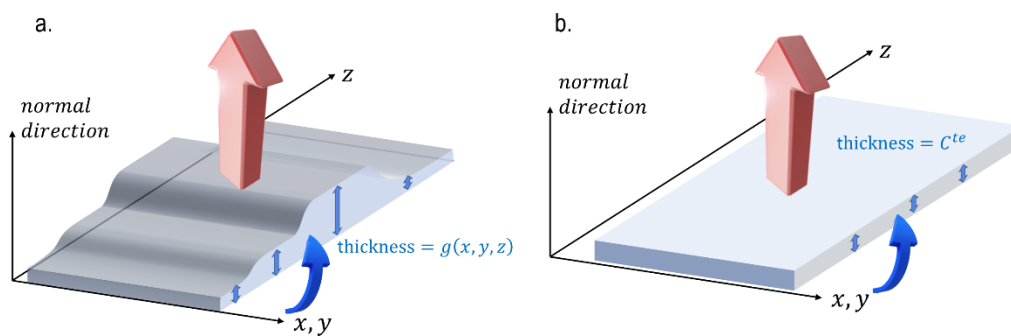 a.
z
normal
direction
thickness = g(x, y, z)
x, y
b.
z
normal
direction
thickness = C^{te}
x, y